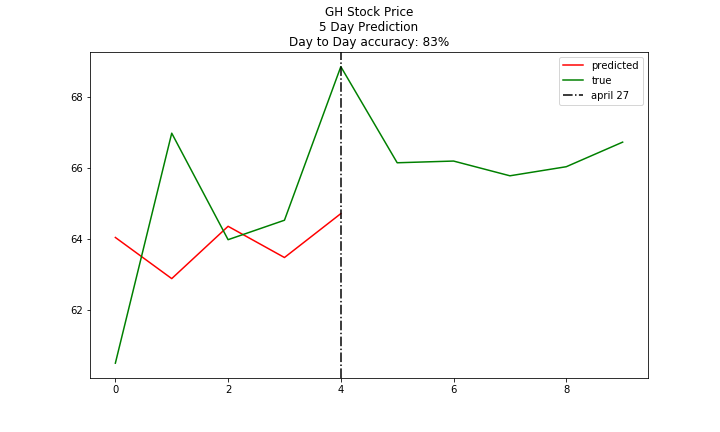 GH Stock Price
5 Day Prediction
Day to Day accuracy: 83%
predicted
true
april 27
68
66
64
62
0 2 4 6 8